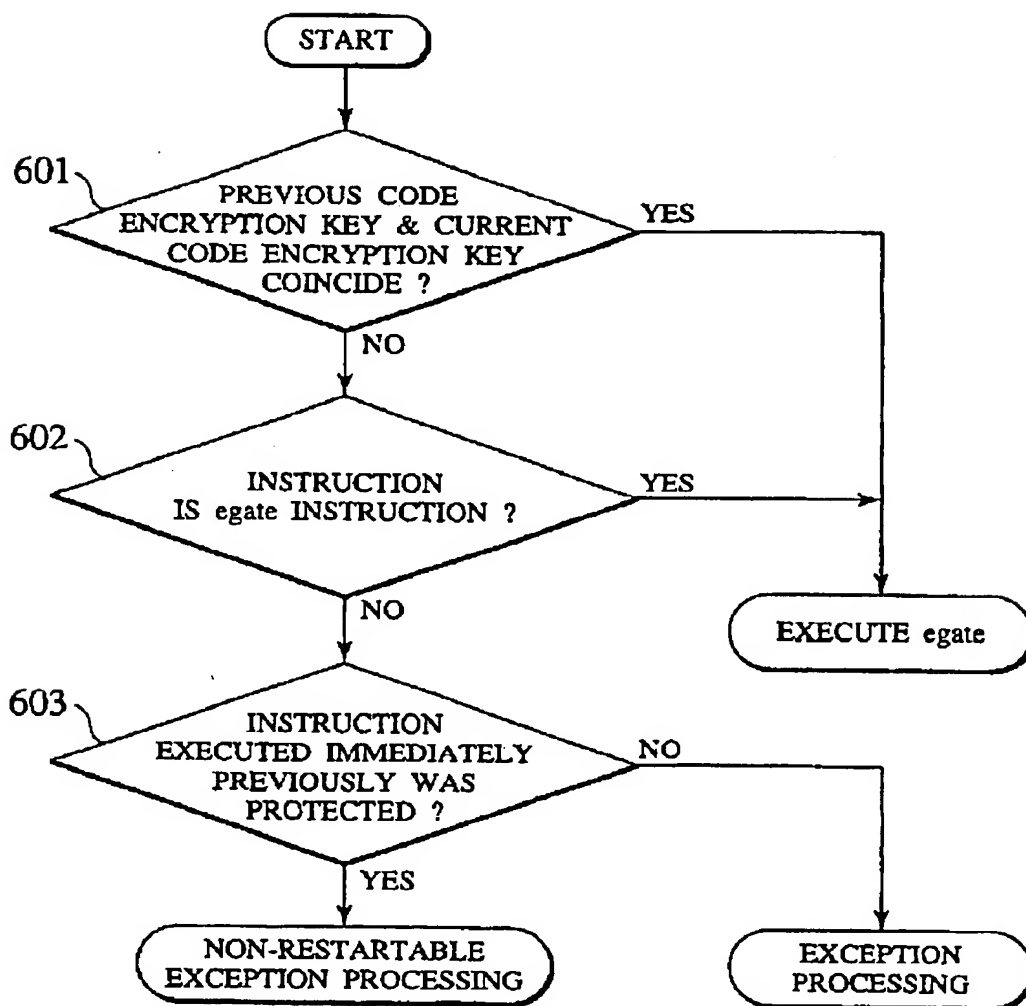 START
601
PREVIOUS CODE
ENCRYPTION KEY & CURRENT
CODE ENCRYPTION KEY
COINCIDE ?
YES
NO
602
INSTRUCTION
IS egate INSTRUCTION ?
YES
NO
EXECUTE egate
603
INSTRUCTION
EXECUTED IMMEDIATELY
PREVIOUSLY WAS
PROTECTED ?
NO
YES
NON-RESTARTABLE
EXCEPTION PROCESSING
EXCEPTION
PROCESSING